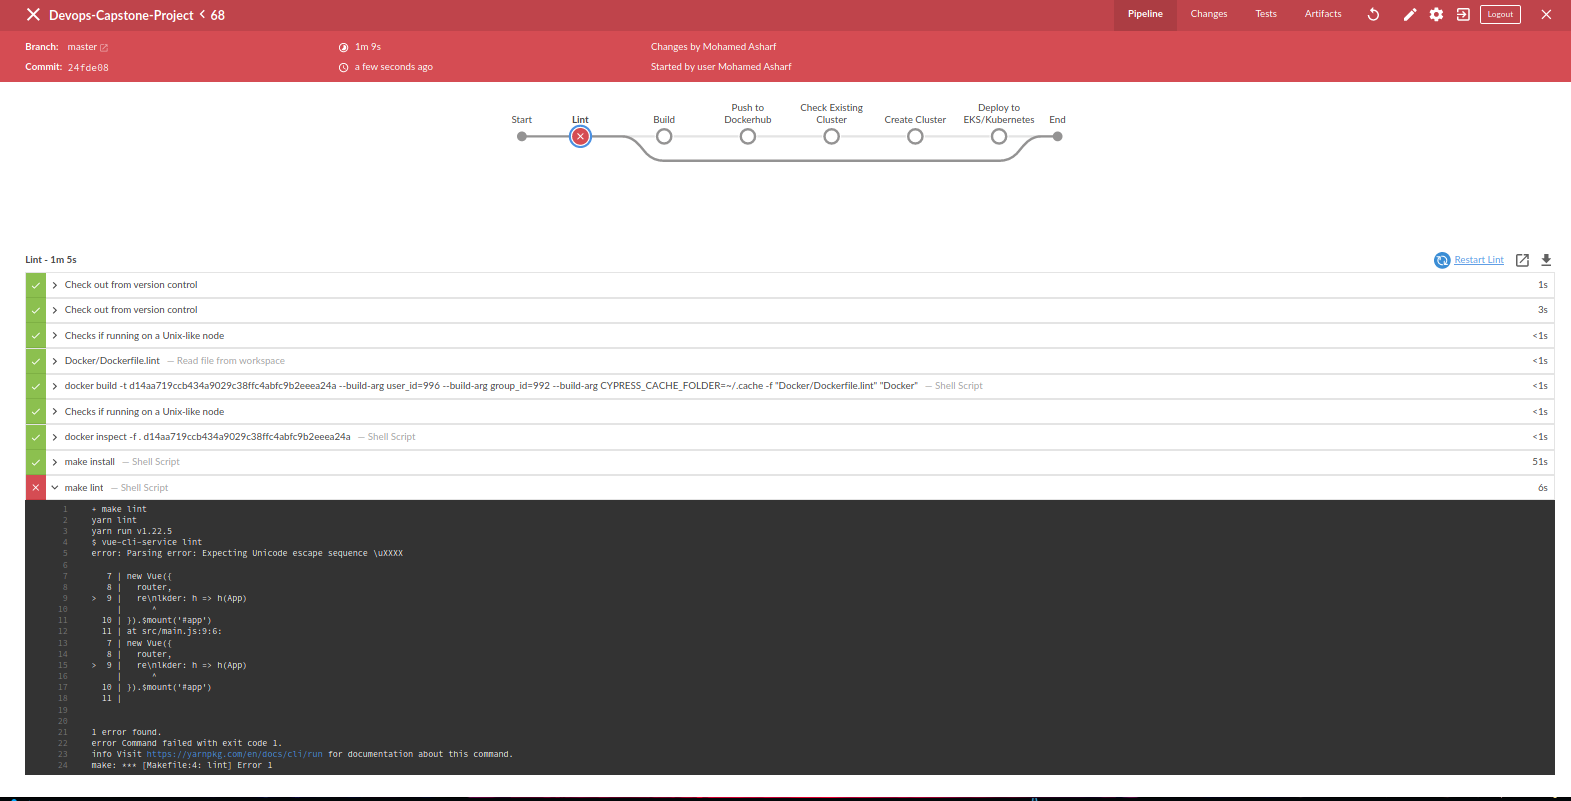 Devops-Capstone-Project < 68
Pipeline Changes Tests Artifacts Logout
Branch: master 1m 9s Changes by Mohamed Asharf
Commit: 24fde08 a few seconds ago Started by user Mohamed Asharf
Start Lint Build Push to Dockerhub Check Existing Cluster Create Cluster Deploy to EKS/Kubernetes End
Lint - 1m 5s Restart Lint
Check out from version control 1s
Check out from version control 3s
Checks if running on a Unix-like node <1s
Docker/Dockerfile.lint — Read file from workspace <1s
docker build -t d14aa719ccb434a9029c38ffc4abfc9b2eeea24a --build-arg user_id=996 --build-arg group_id=992 --build-arg CYPRESS_CACHE_FOLDER=~/.cache -f "Docker/Dockerfile.lint" "Docker" — Shell Script <1s
Checks if running on a Unix-like node <1s
docker inspect -f . d14aa719ccb434a9029c38ffc4abfc9b2eeea24a — Shell Script <1s
make install — Shell Script 51s
make lint — Shell Script 6s
1 + make lint
2 yarn lint
3 yarn run v1.22.5
4 $ vue-cli-service lint
5 error: Parsing error: Expecting Unicode escape sequence \uXXXX
6
7 7 | new Vue({
8 8 | router,
9 > 9 | re\nlkder: h => h(App)
10 | ^
11 10 | }).$mount('#app')
12 11 | at src/main.js:9:6:
13 7 | new Vue({
14 8 | router,
15 > 9 | re\nlkder: h => h(App)
16 | ^
17 10 | }).$mount('#app')
18 11 |
19
20
21 1 error found.
22 error Command failed with exit code 1.
23 info Visit https://yarnpkg.com/en/docs/cli/run for documentation about this command.
24 make: *** [Makefile:4: lint] Error 1